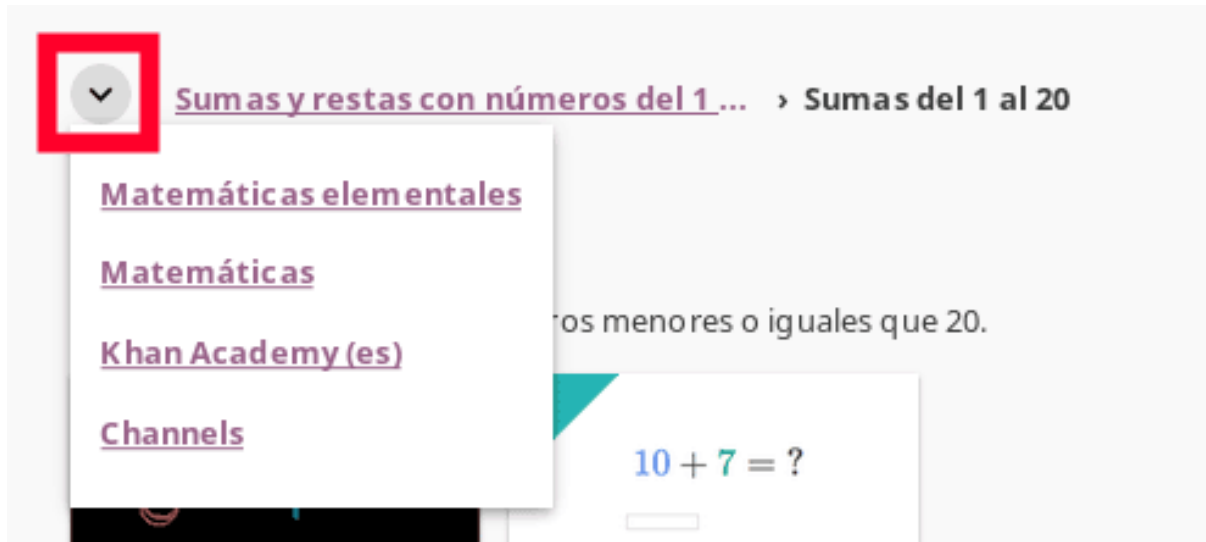 Sumas y restas con números del 1 ... › Sumas del 1 al 20
Matemáticas elementales
Matemáticas
os menores o iguales que 20.
Khan Academy (es)
Channels
10 + 7 = ?